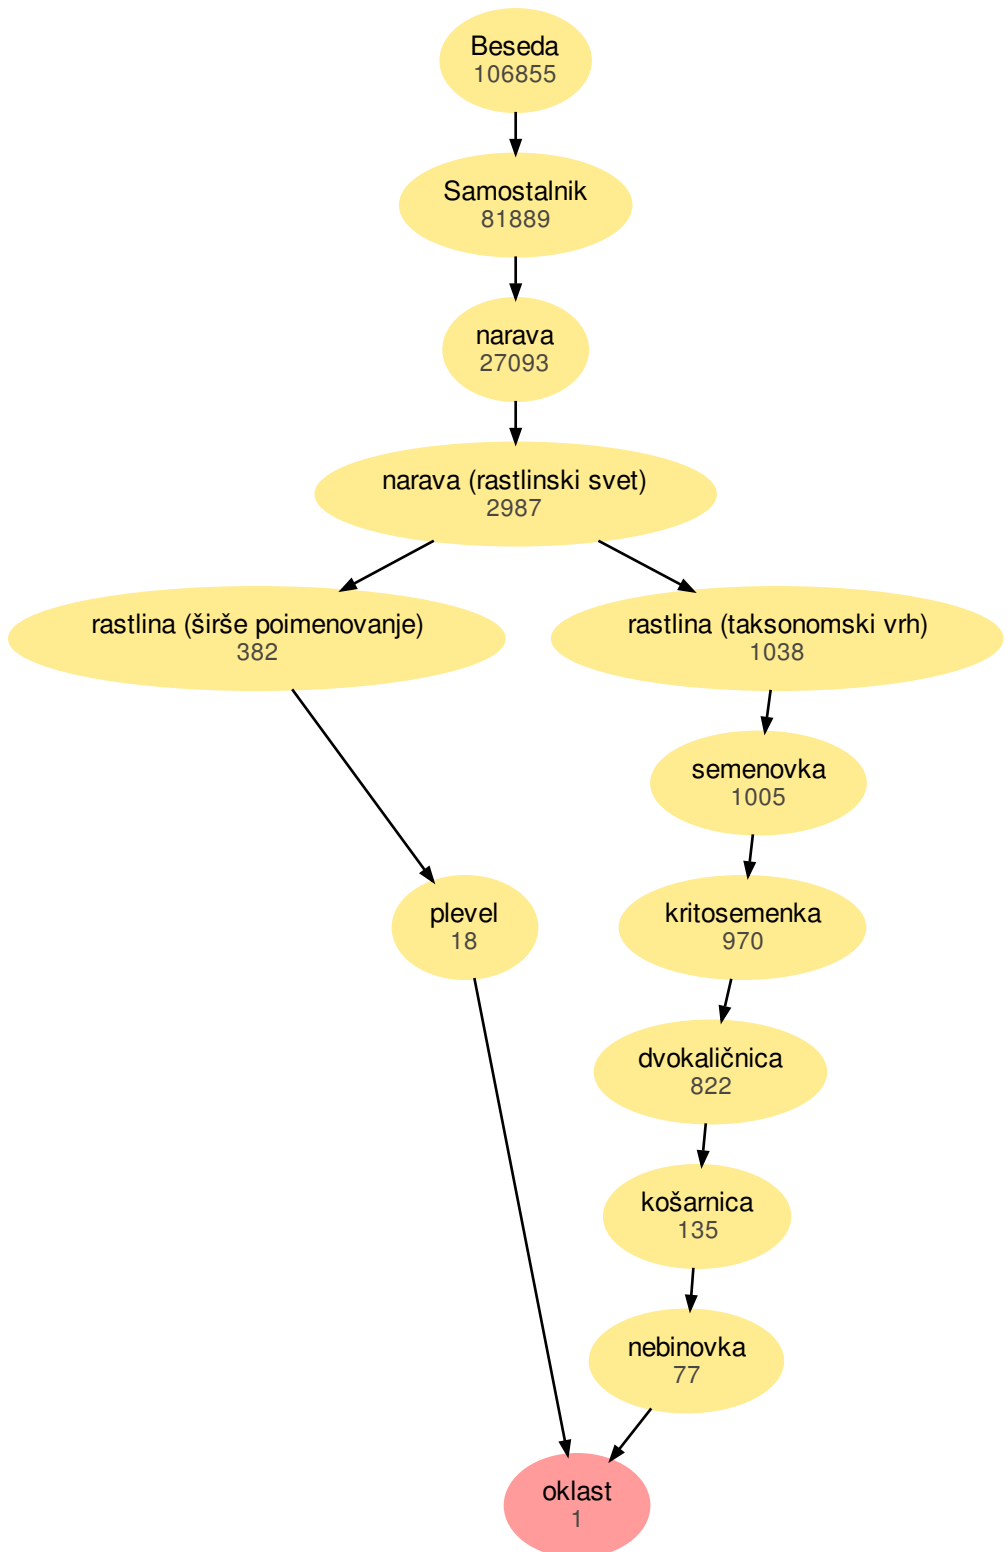 Beseda
106855
Samostalnik
81889
narava
27093
narava (rastlinski svet)
2987
rastlina (širše poimenovanje)
382
rastlina (taksonomski vrh)
1038
semenovka
1005
plevel
18
kritosemenka
970
dvokaličnica
822
košarnica
135
nebinovka
77
oklast
1